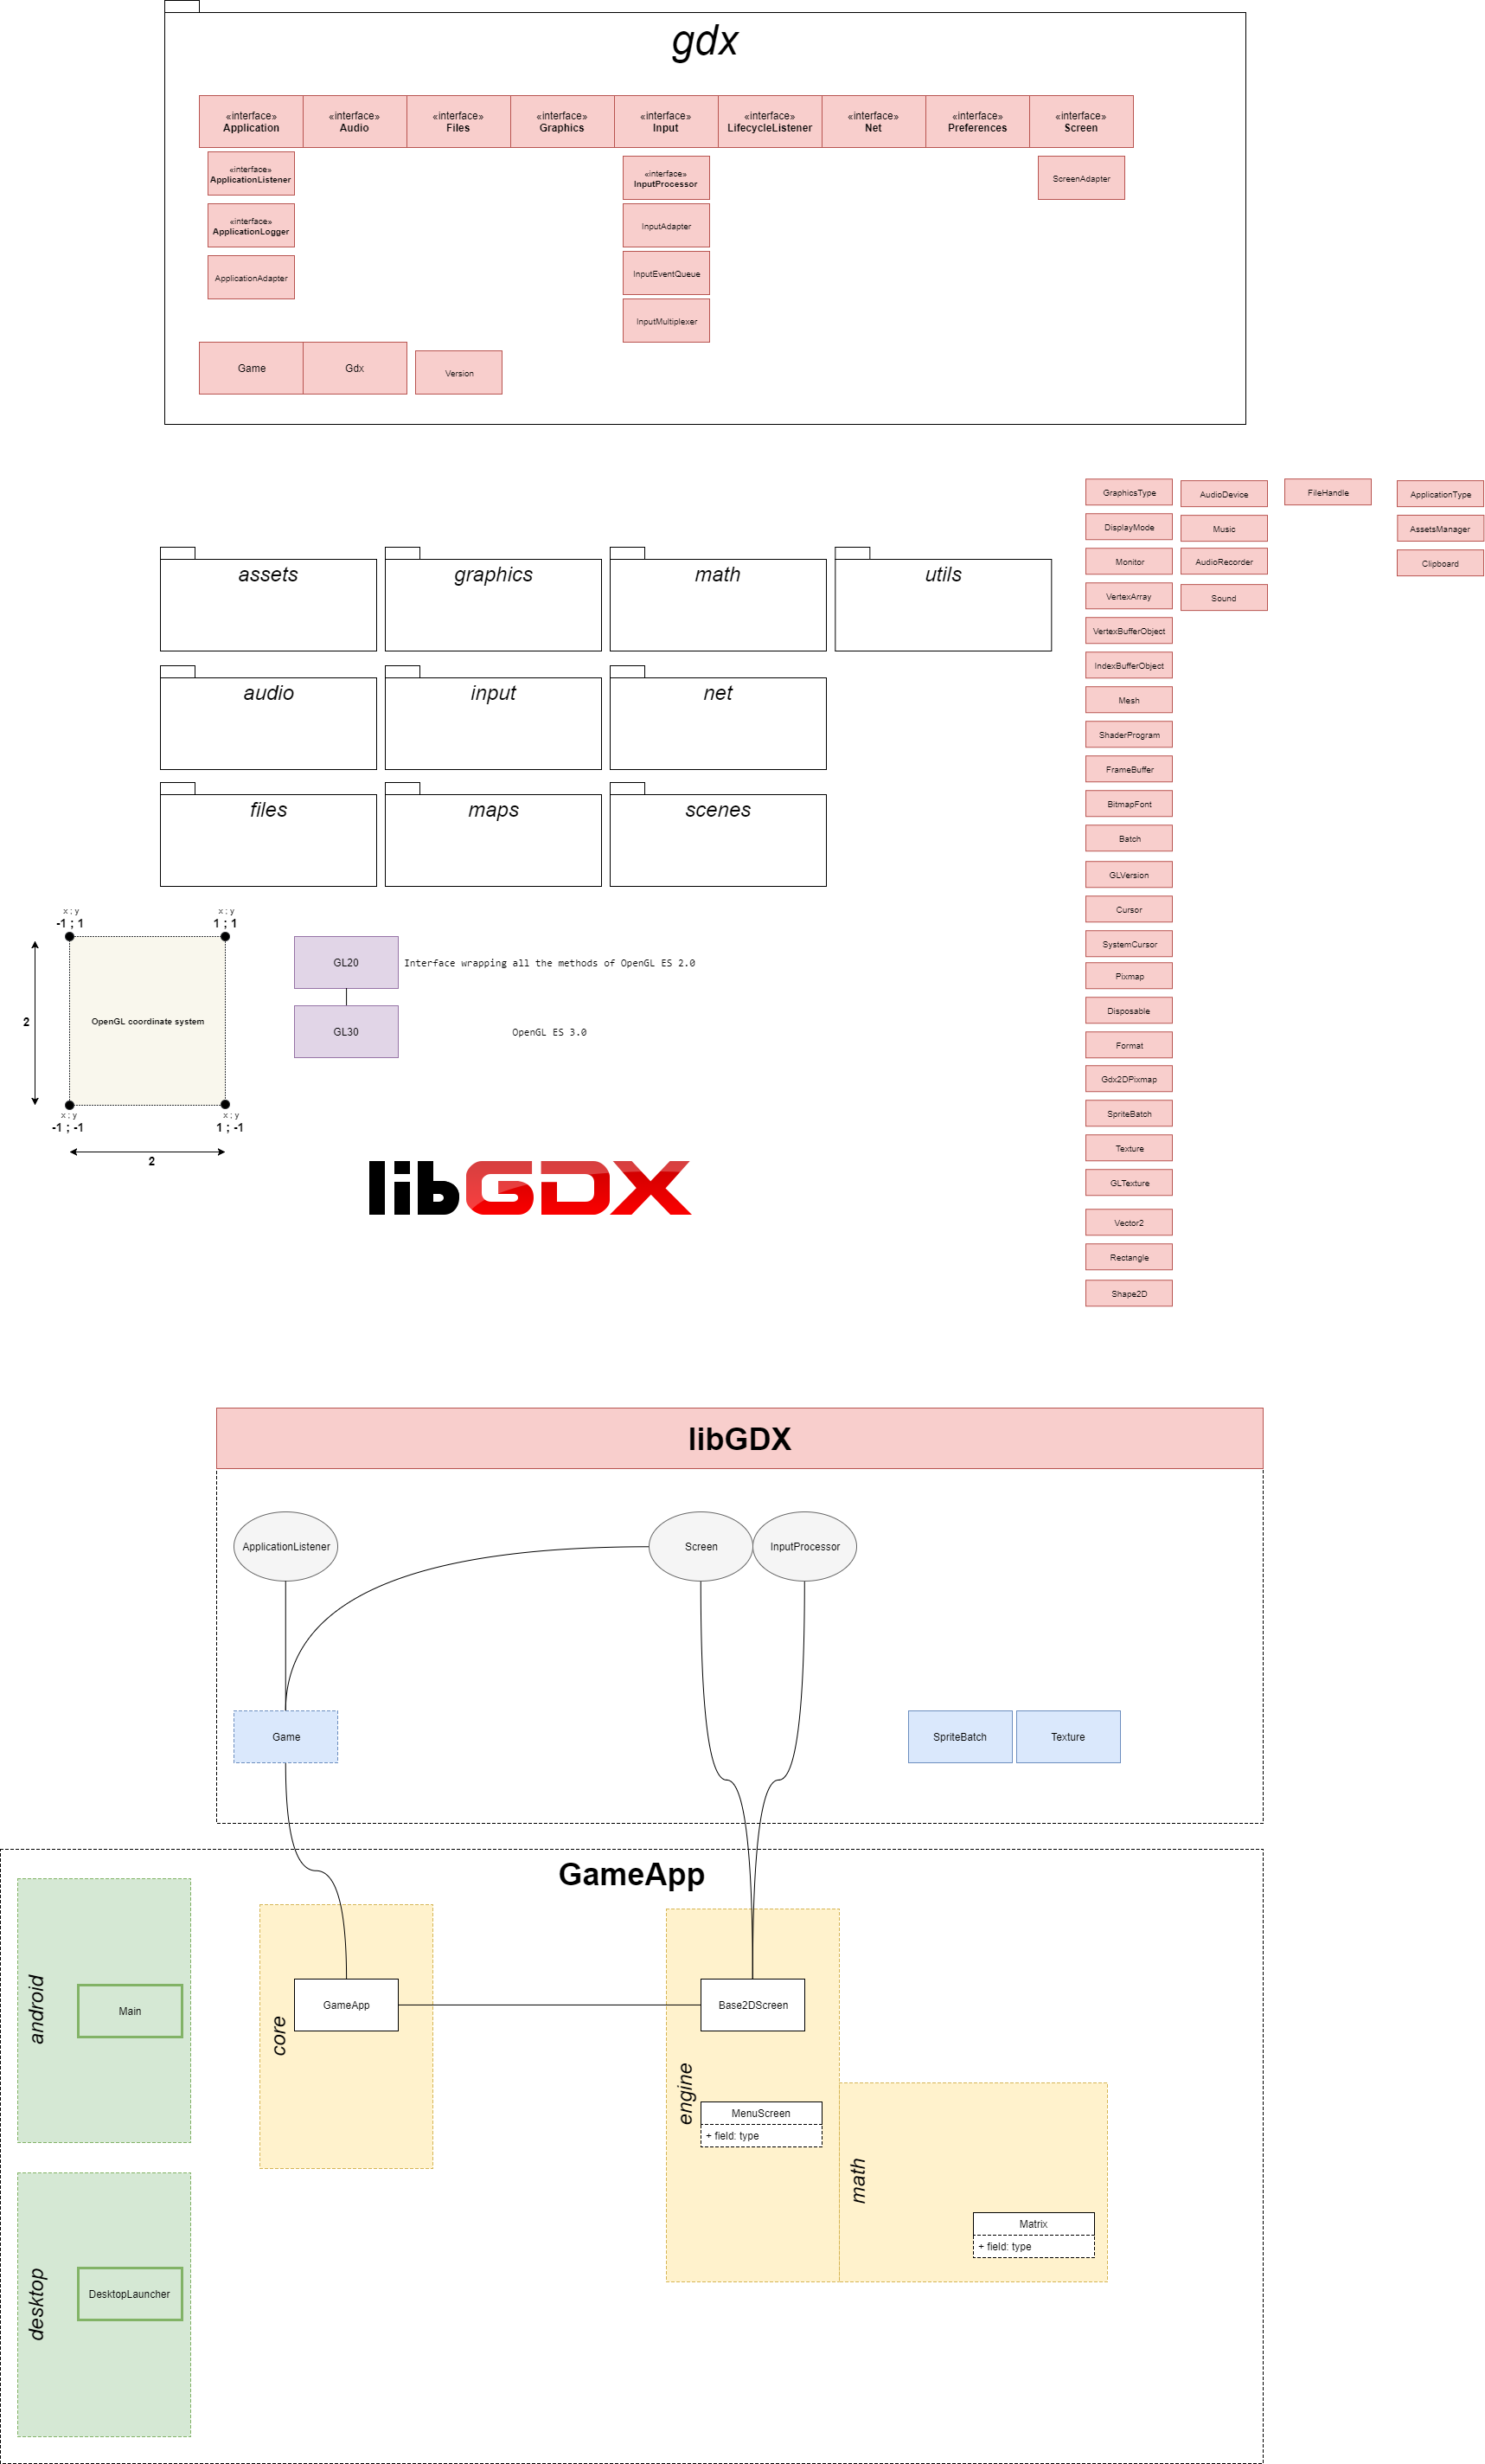 gdx
«interface»
Application
«interface»
Audio
«interface»
Files
«interface»
Graphics
«interface»
Input
«interface»
LifecycleListener
«interface»
Net
«interface»
Preferences
«interface»
Screen
«interface»
ApplicationListener
«interface»
ApplicationLogger
ApplicationAdapter
«interface»
InputProcessor
InputAdapter
InputEventQueue
InputMultiplexer
ScreenAdapter
Game
Gdx
Version
assets
graphics
math
utils
audio
input
net
files
maps
scenes
GraphicsType
DisplayMode
Monitor
VertexArray
VertexBufferObject
IndexBufferObject
Mesh
ShaderProgram
FrameBuffer
BitmapFont
Batch
GLVersion
Cursor
SystemCursor
Pixmap
Disposable
Format
Gdx2DPixmap
SpriteBatch
Texture
GLTexture
Vector2
Rectangle
Shape2D
AudioDevice
Music
AudioRecorder
Sound
FileHandle
ApplicationType
AssetsManager
Clipboard
x ; y
-1 ; 1
x ; y
1 ; 1
2
OpenGL coordinate system
x ; y
-1 ; -1
x ; y
1 ; -1
2
GL20
Interface wrapping all the methods of OpenGL ES 2.0
GL30
OpenGL ES 3.0
libGDX
libGDX
ApplicationListener
Screen
InputProcessor
Game
SpriteBatch
Texture
GameApp
android
Main
core
GameApp
engine
Base2DScreen
MenuScreen
+ field: type
math
Matrix
+ field: type
desktop
DesktopLauncher